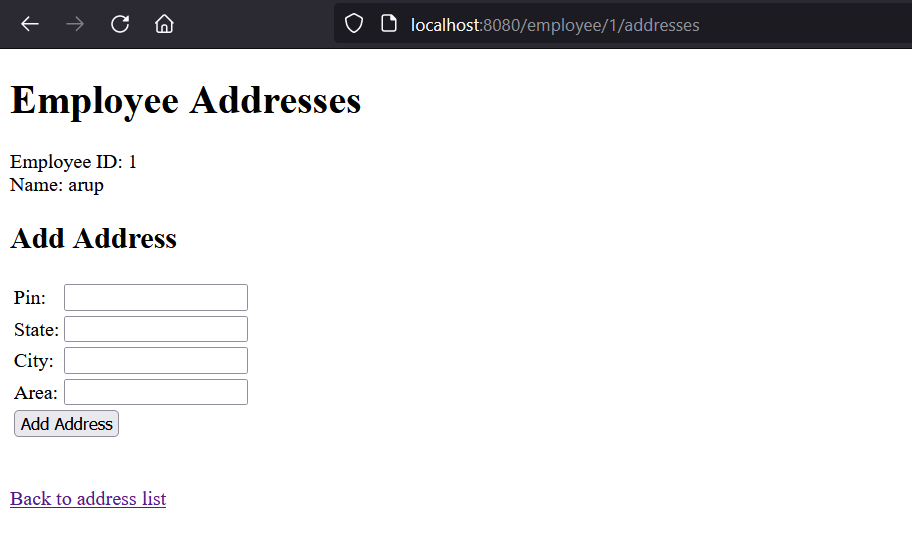 localhost:8080/employee/1/addresses
Employee Addresses
Employee ID: 1
Name: arup
Add Address
Pin:
State:
City:
Area:
Add Address
Back to address list